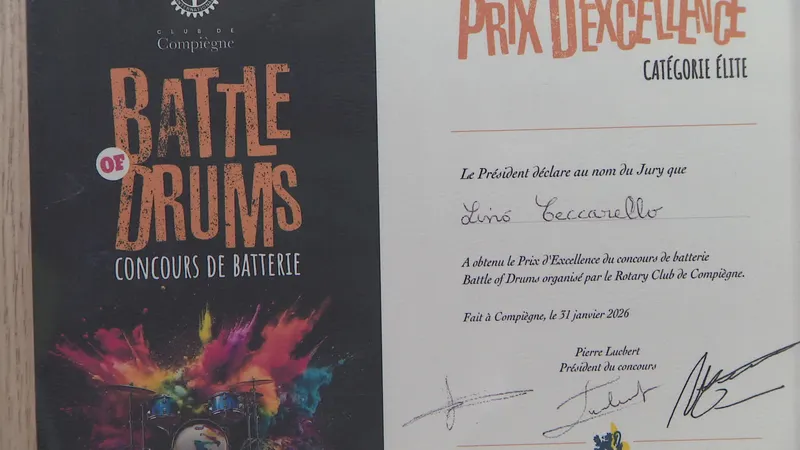 CLUB DE
Compiègne
BATTLE
OF
DRUMS
CONCOURS DE BATTERIE
PRIX D'EXCELLENCE
CATÉGORIE ÉLITE
Le Président déclare au nom du Jury que
Lino Ceccarello
A obtenu le Prix d'Excellence du concours de batterie
Battle of Drums organisé par le Rotary Club de Compiègne.
Fait à Compiègne, le 31 janvier 2026
Pierre Lucbert
Président du concours